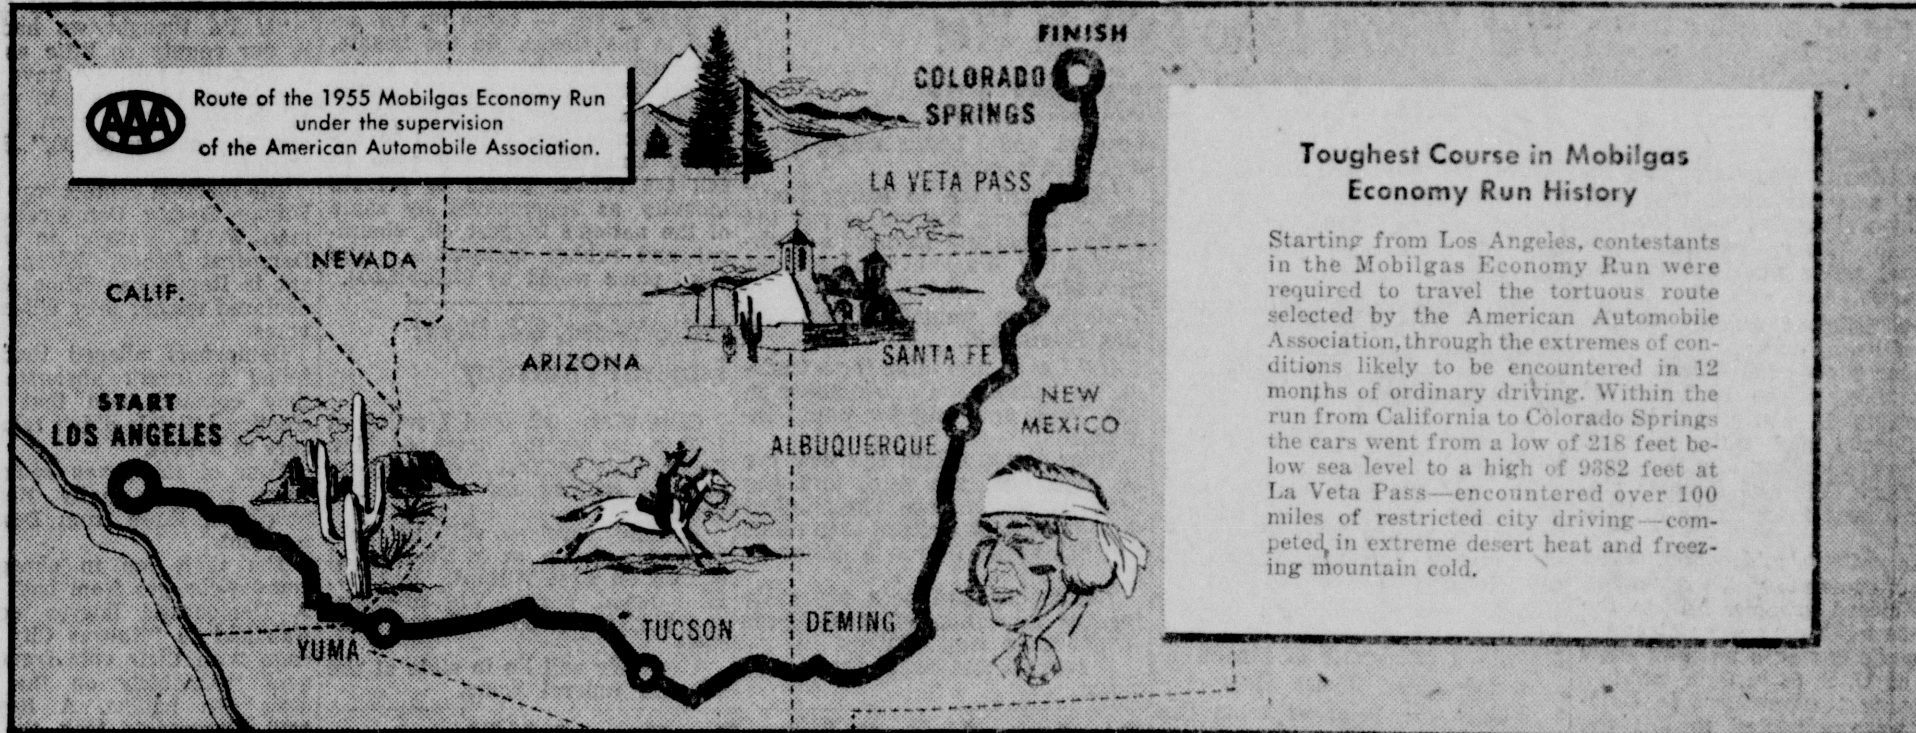 AAA
Route of the 1955 Mobilgas Economy Run
under the supervision
of the American Automobile Association.
FINISH
COLORADO
SPRINGS
LA VETA PASS
NEVADA
CALIF.
ARIZONA
SANTA FE
NEW
MEXICO
ALBUQUERQUE
START
LOS ANGELES
YUMA
TUCSON
DEMING
Toughest Course in Mobilgas
Economy Run History
Starting from Los Angeles, contestants
in the Mobilgas Economy Run were
required to travel the tortuous route
selected by the American Automobile
Association, through the extremes of con-
ditions likely to be encountered in 12
months of ordinary driving. Within the
run from California to Colorado Springs
the cars went from a low of 218 feet be-
low sea level to a high of 9382 feet at
La Veta Pass—encountered over 100
miles of restricted city driving—com-
peted in extreme desert heat and freez-
ing mountain cold.